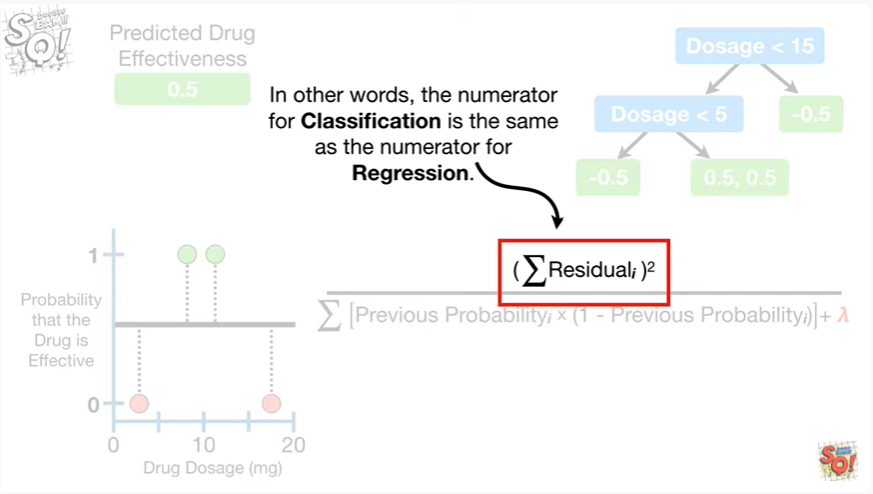 Predicted Drug
Effectiveness
0.5
In other words, the numerator
for Classification is the same
as the numerator for
Regression.
Dosage < 15
Dosage < 5
-0.5
-0.5
0.5, 0.5
(∑Residualᵢ )²
∑ [Previous Probabilityᵢ × (1 - Previous Probabilityᵢ)]+ λ
1
Probability
that the
Drug is
Effective
0
0 10 20
Drug Dosage (mg)
SQ!